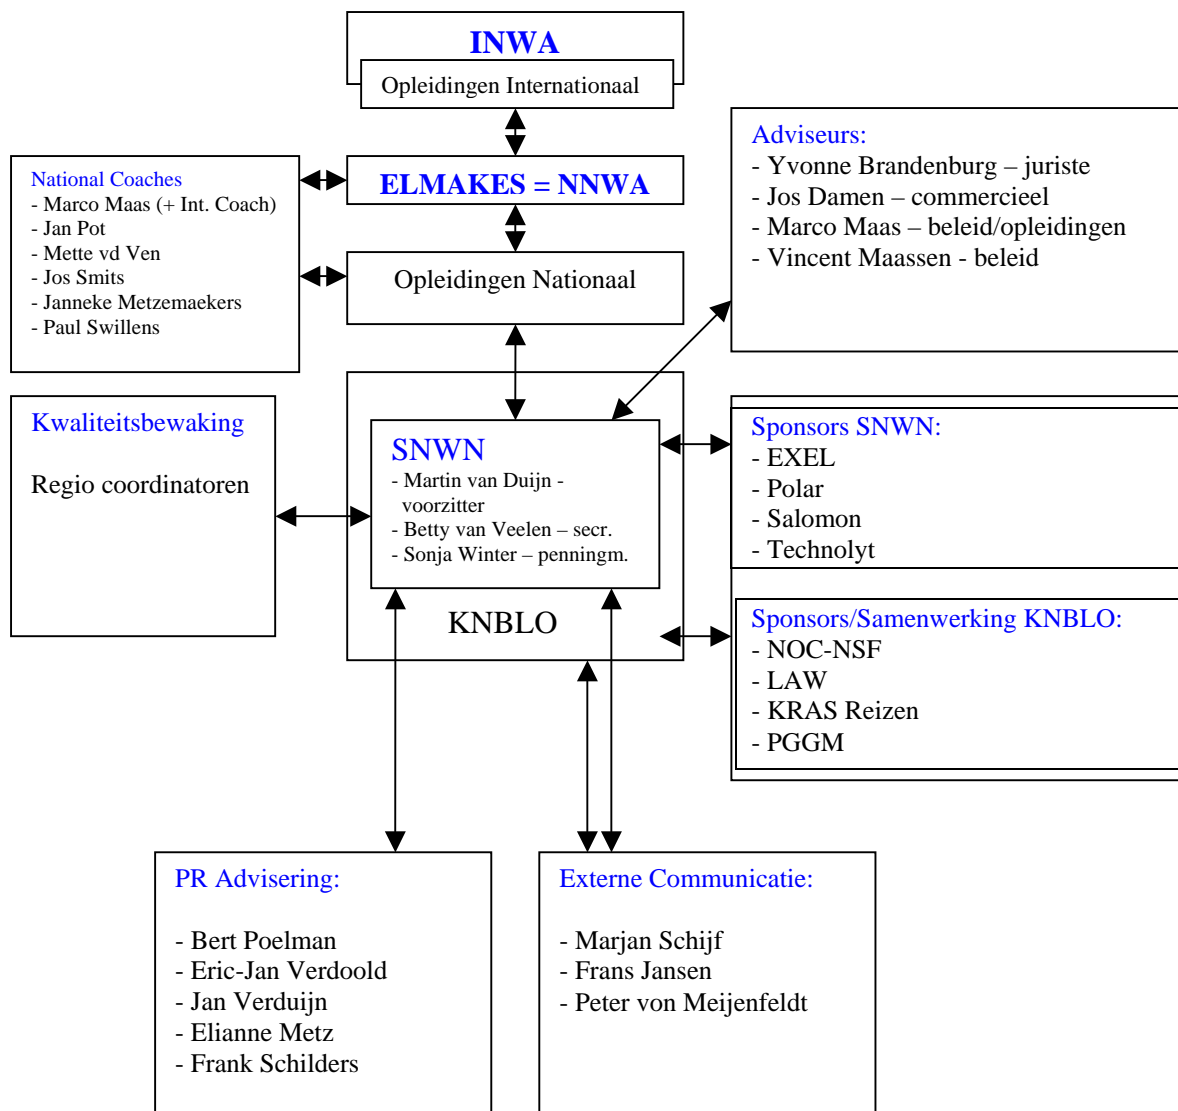 INWA
Opleidingen Internationaal
ELMAKES = NNWA
Opleidingen Nationaal
National Coaches
- Marco Maas (+ Int. Coach)
- Jan Pot
- Mette vd Ven
- Jos Smits
- Janneke Metzemaekers
- Paul Swillens
Adviseurs:
- Yvonne Brandenburg – juriste
- Jos Damen – commercieel
- Marco Maas – beleid/opleidingen
- Vincent Maassen - beleid
Kwaliteitsbewaking
Regio coordinatoren
SNWN
- Martin van Duijn -
voorzitter
- Betty van Veelen – secr.
- Sonja Winter – penningm.
KNBLO
Sponsors SNWN:
- EXEL
- Polar
- Salomon
- Technolyt
Sponsors/Samenwerking KNBLO:
- NOC-NSF
- LAW
- KRAS Reizen
- PGGM
PR Advisering:
- Bert Poelman
- Eric-Jan Verdoold
- Jan Verduijn
- Elianne Metz
- Frank Schilders
Externe Communicatie:
- Marjan Schijf
- Frans Jansen
- Peter von Meijenfeldt